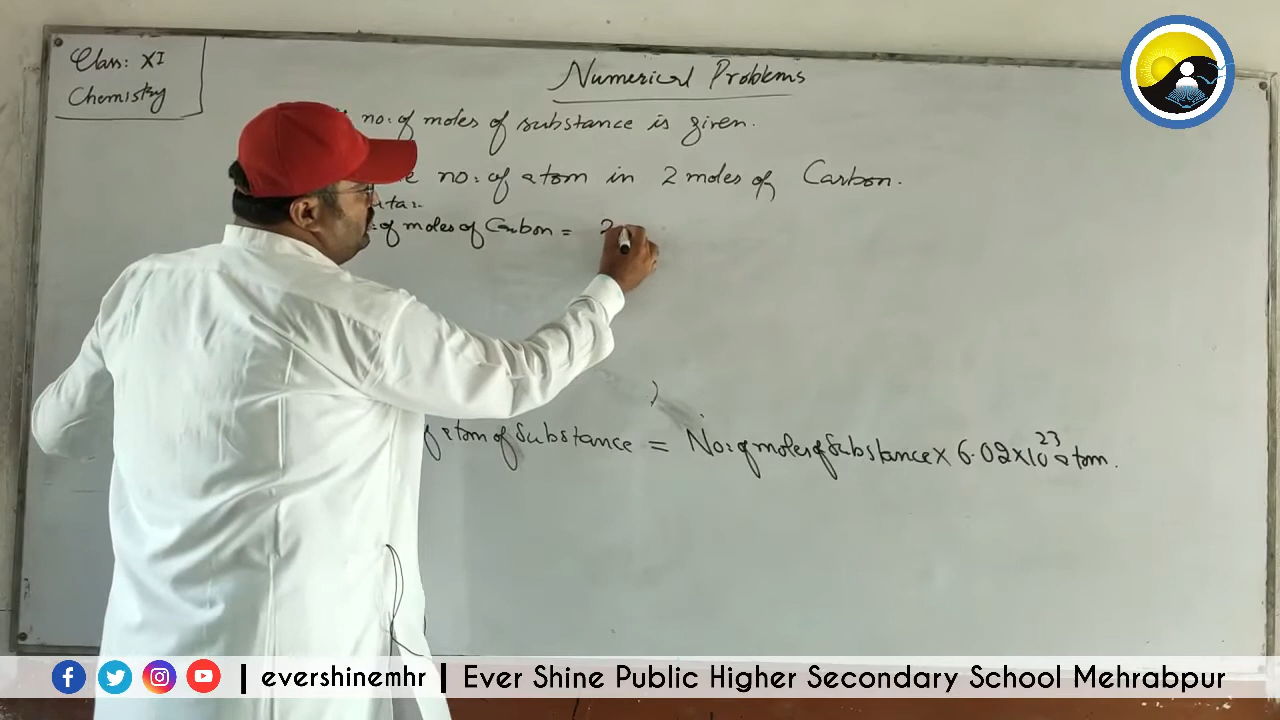 Class: XI
Chemistry
Numerical Problems
no: of moles of substance is given.
no: of atom in 2 moles of Carbon.
of moles of Carbon = 2
of atom of Substance = No: of moles of Substance × 6.02×10²³ atom.
| evershinemhr | Ever Shine Public Higher Secondary School Mehrabpur